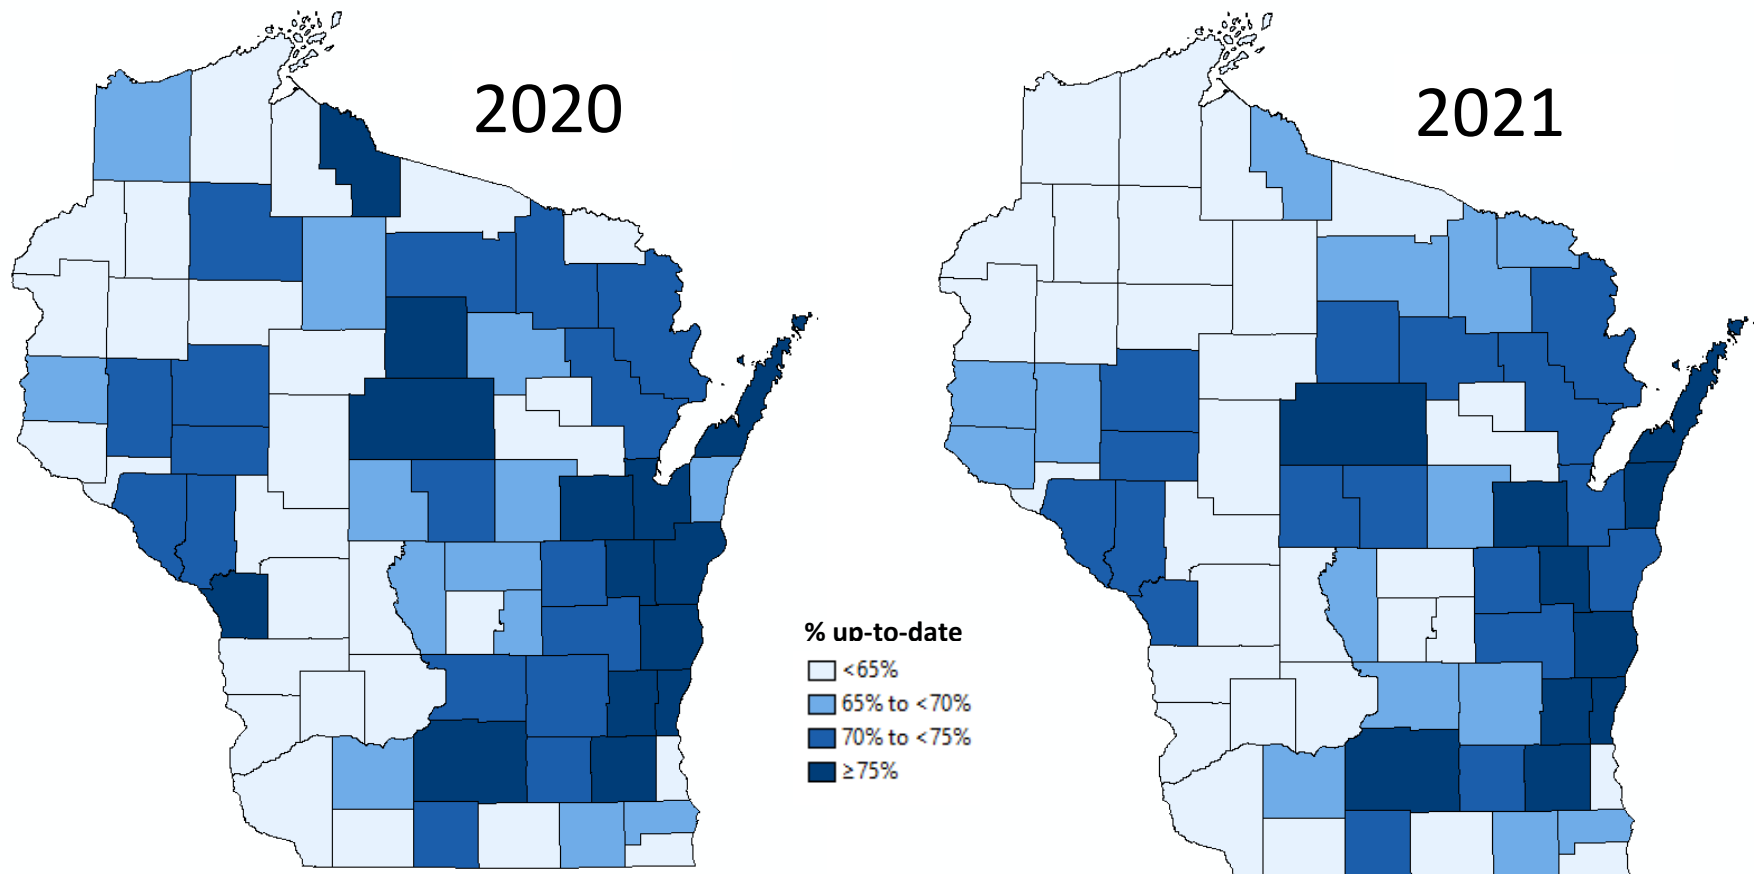 2020
2021
% up-to-date
<65%
65% to <70%
70% to <75%
≥75%